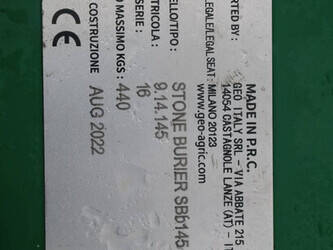 MADE IN P.R.C.
GEO ITALY SRL - VIA ABBATE 215
14054 CASTAGNOLE LANZE (AT) -
RTED BY :
LEGALE/LEGAL SEAT: MILANO 20123
www.geo-agric.com
ELLO/TIPO : STONE BURIER SB6145
TRICOLA : 9.14.145
SERIE : 16
O MASSIMO KGS : 440
COSTRUZIONE AUG 2022
CE